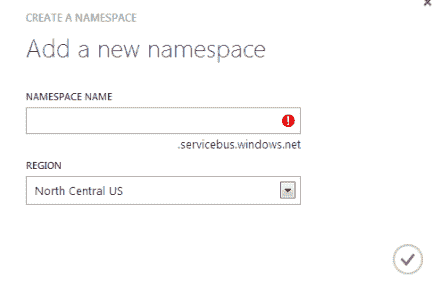 CREATE A NAMESPACE
Add a new namespace
NAMESPACE NAME
.servicebus.windows.net
REGION
North Central US